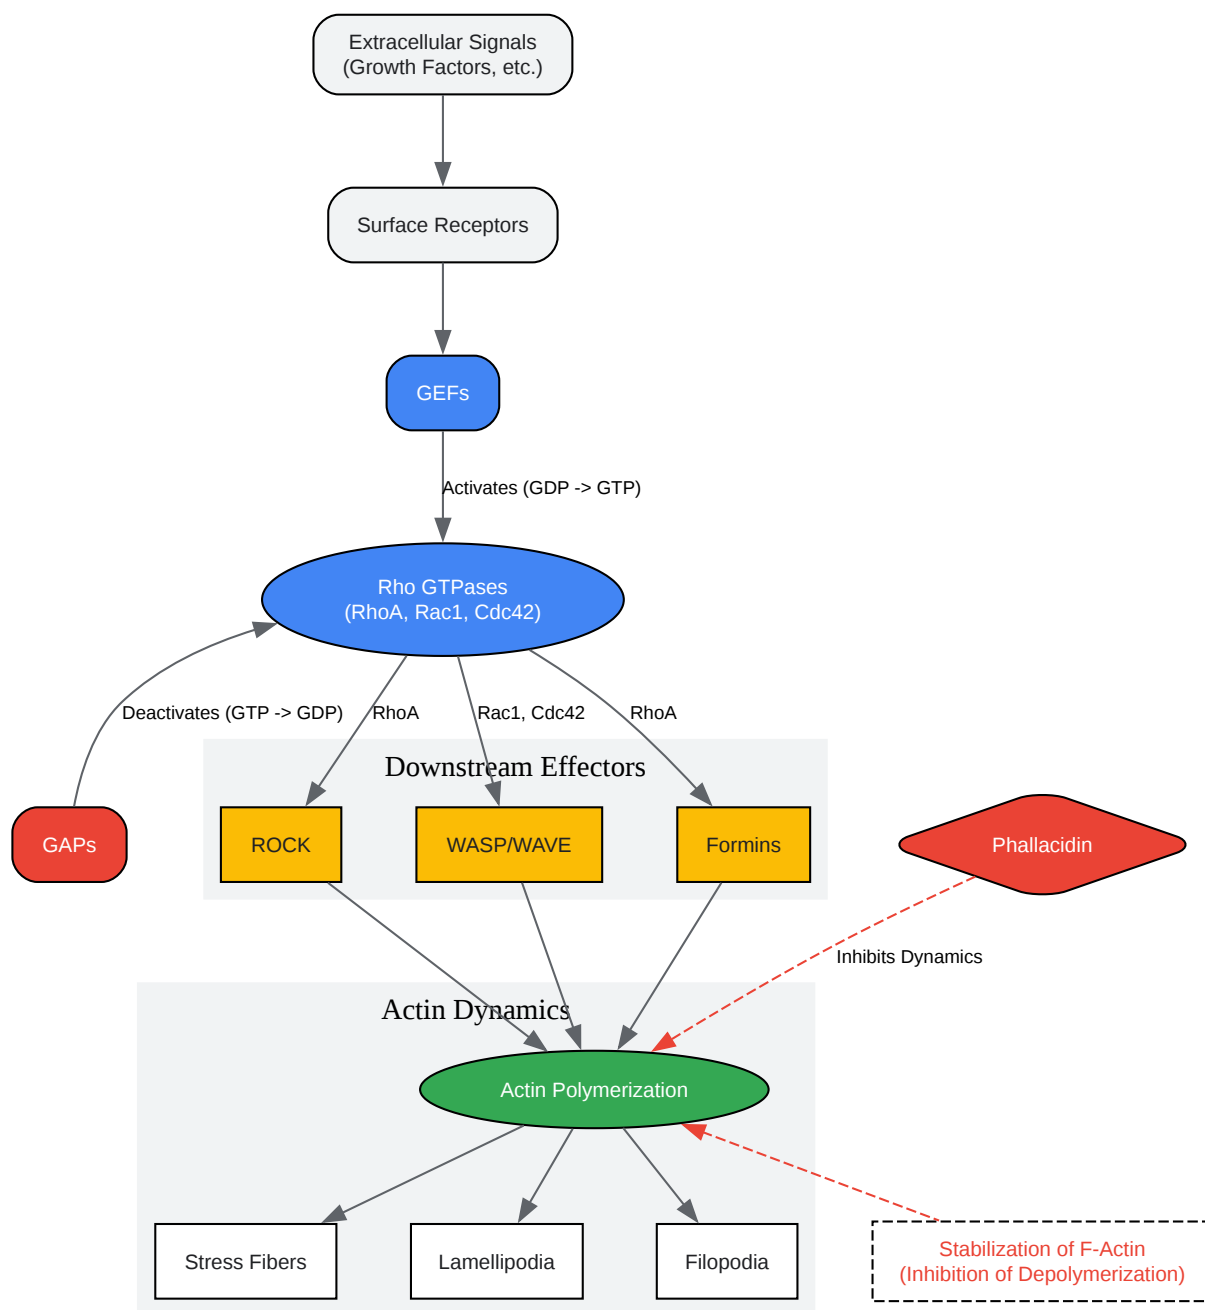 Extracellular Signals
(Growth Factors, etc.)
Surface Receptors
GEFs
Activates (GDP -> GTP)
Rho GTPases
(RhoA, Rac1, Cdc42)
Deactivates (GTP -> GDP)
RhoA
Rac1, Cdc42
RhoA
Downstream Effectors
GAPs
ROCK
WASP/WAVE
Formins
Phallacidin
Inhibits Dynamics
Actin Dynamics
Actin Polymerization
Stress Fibers
Lamellipodia
Filopodia
Stabilization of F-Actin
(Inhibition of Depolymerization)